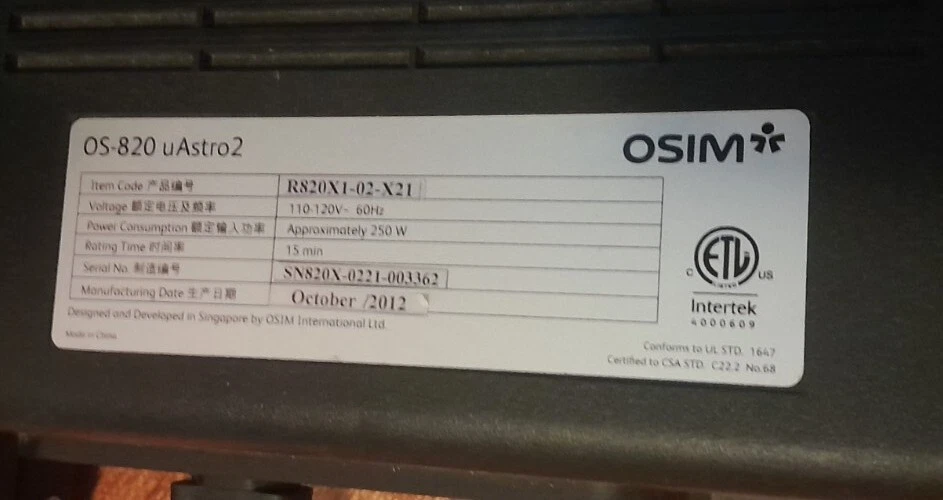 OS-820 uAstro2
OSIM
Item Code 产品编号 R820X1-02-X21
Voltage 额定电压及频率 110-120V~ 60Hz
Power Consumption 额定输入功率 Approximately 250 W
Rating Time 时间率 15 min
Serial No. 制造编号 SN820X-0221-003362
Manufacturing Date 生产日期 October /2012
Designed and Developed in Singapore by OSIM International Ltd.
Made in China
ETL
C US
LISTED
Intertek
4000609
Conforms to UL STD. 1647
Certified to CSA STD. C22.2 No.68